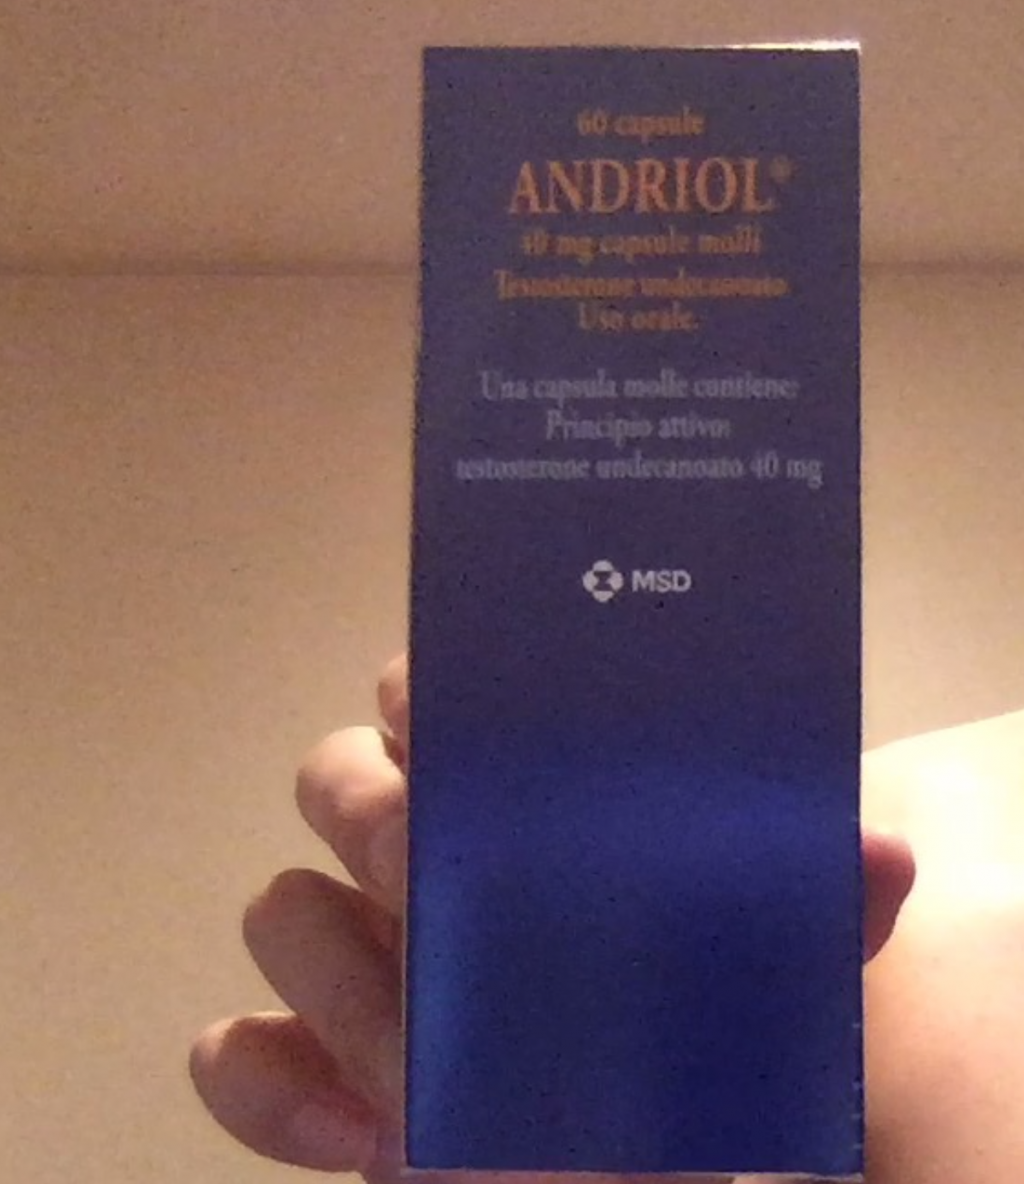 60 capsule
ANDRIOL®
40 mg capsule molli
Testosterone undecanoato
Uso orale.
Una capsula molle contiene:
Principio attivo:
testosterone undecanoato 40 mg
MSD